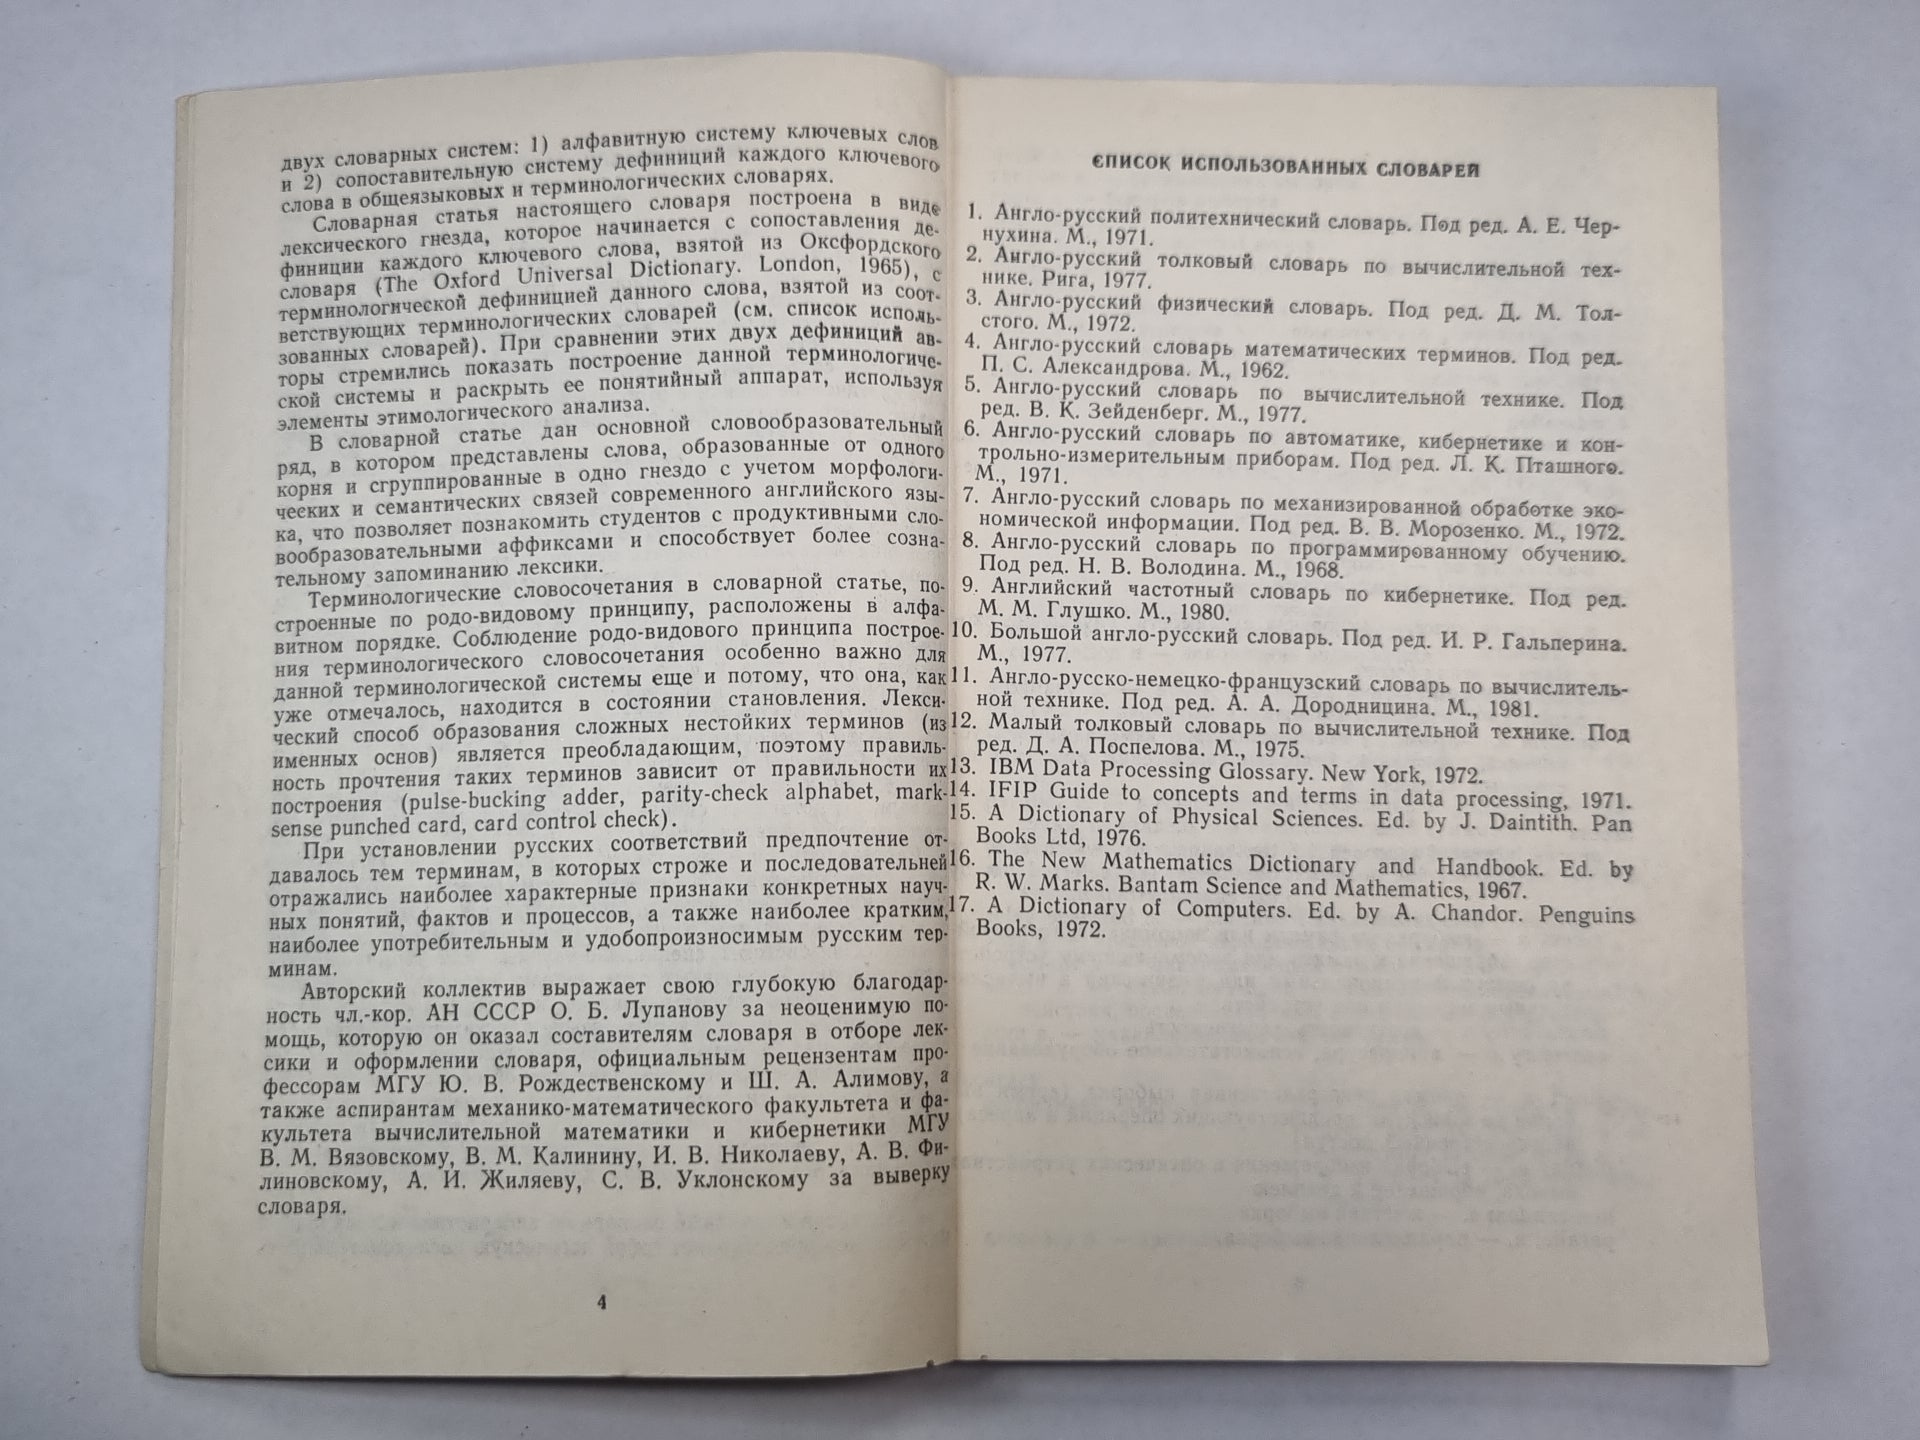 двух словарных систем: 1) алфавитную систему ключевых слов
и 2) сопоставительную систему дефиниций каждого ключевого
слова в общеязыковых и терминологических словарях.
Словарная статья настоящего словаря построена в виде
лексического гнезда, которое начинается с сопоставления де-
финиции каждого ключевого слова, взятой из Оксфордского
словаря (The Oxford Universal Dictionary. London, 1965), с
терминологической дефиницией данного слова, взятой из соот-
ветствующих терминологических словарей (см. список исполь-
зованных словарей). При сравнении этих двух дефиниций ав-
торы стремились показать построение данной терминологиче-
ской системы и раскрыть ее понятийный аппарат, используя
элементы этимологического анализа.
В словарной статье дан основной словообразовательный
ряд, в котором представлены слова, образованные от одного
корня и сгруппированные в одно гнездо с учетом морфологи-
ческих и семантических связей современного английского язы-
ка, что позволяет познакомить студентов с продуктивными сло-
вообразовательными аффиксами и способствует более созна-
тельному запоминанию лексики.
Терминологические словосочетания в словарной статье, по-
строенные по родо-видовому принципу, расположены в алфа-
витном порядке. Соблюдение родо-видового принципа построе-
ния терминологического словосочетания особенно важно для
данной терминологической системы еще и потому, что она, как
уже отмечалось, находится в состоянии становления. Лекси-
ческий способ образования сложных нестойких терминов (из
именных основ) является преобладающим, поэтому правиль-
ность прочтения таких терминов зависит от правильности их
построения (pulse-bucking adder, parity-check alphabet, mark-
sense punched card, card control check).
При установлении русских соответствий предпочтение от-
давалось тем терминам, в которых строже и последовательней
отражались наиболее характерные признаки конкретных науч-
ных понятий, фактов и процессов, а также наиболее кратким,
наиболее употребительным и удобопроизносимым русским тер-
минам.
Авторский коллектив выражает свою глубокую благодар-
ность чл.-кор. АН СССР О. Б. Лупанову за неоценимую по-
мощь, которую он оказал составителям словаря в отборе лек-
сики и оформлении словаря, официальным рецензентам про-
фессорам МГУ Ю. В. Рождественскому и Ш. А. Алимову, а
также аспирантам механико-математического факультета и фа-
культета вычислительной математики и кибернетики МГУ
В. М. Вязовскому, В. М. Калинину, И. В. Николаеву, А. В. Фи-
линовскому, А. И. Жиляеву, С. В. Уклонскому за выверку
словаря.
4
СПИСОК ИСПОЛЬЗОВАННЫХ СЛОВАРЕЙ
1. Англо-русский политехнический словарь. Под ред. А. Е. Чер-
нухина. М., 1971.
2. Англо-русский толковый словарь по вычислительной тех-
нике. Рига, 1977.
3. Англо-русский физический словарь. Под ред. Д. М. Тол-
стого. М., 1972.
4. Англо-русский словарь математических терминов. Под ред.
П. С. Александрова. М., 1962.
5. Англо-русский словарь по вычислительной технике. Под
ред. В. К. Зейденберг. М., 1977.
6. Англо-русский словарь по автоматике, кибернетике и кон-
трольно-измерительным приборам. Под ред. Л. К. Пташного.
М., 1971.
7. Англо-русский словарь по механизированной обработке эко-
номической информации. Под ред. В. В. Морозенко. М., 1972.
8. Англо-русский словарь по программированному обучению.
Под ред. Н. В. Володина. М., 1968.
9. Английский частотный словарь по кибернетике. Под ред.
М. М. Глушко. М., 1980.
10. Большой англо-русский словарь. Под ред. И. Р. Гальперина.
М., 1977.
11. Англо-русско-немецко-французский словарь по вычислитель-
ной технике. Под ред. А. А. Дородницина. М., 1981.
12. Малый толковый словарь по вычислительной технике. Под
ред. Д. А. Поспелова. М., 1975.
13. IBM Data Processing Glossary. New York, 1972.
14. IFIP Guide to concepts and terms in data processing, 1971.
15. A Dictionary of Physical Sciences. Ed. by J. Daintith. Pan
Books Ltd, 1976.
16. The New Mathematics Dictionary and Handbook. Ed. by
R. W. Marks. Bantam Science and Mathematics, 1967.
17. A Dictionary of Computers. Ed. by A. Chandor. Penguins
Books, 1972.